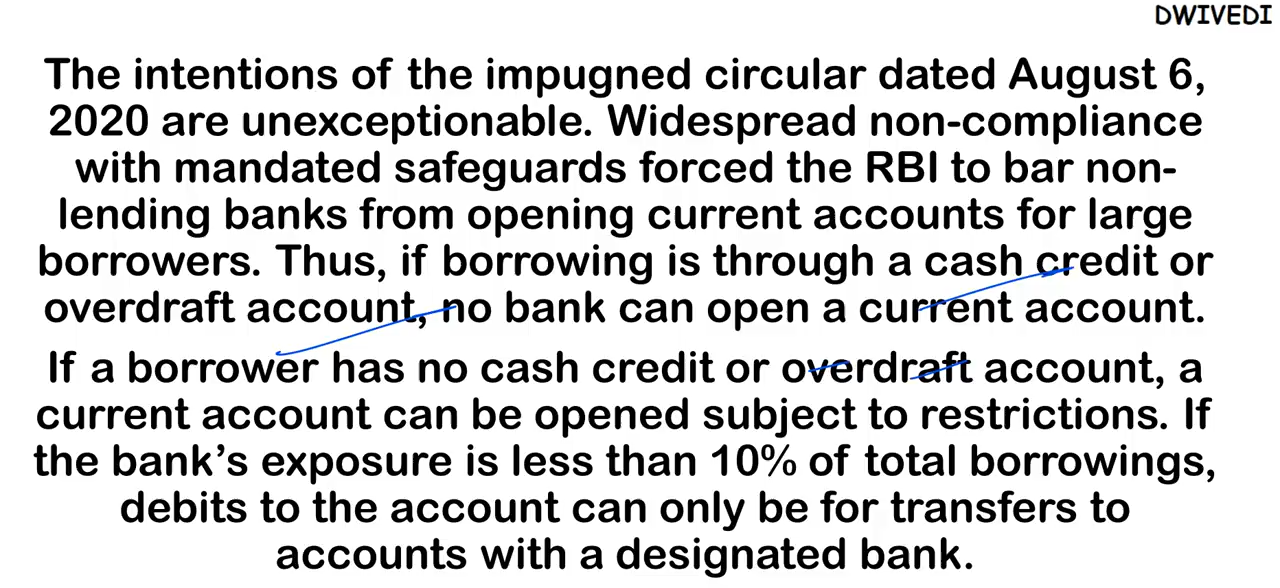 DWIVEDI
The intentions of the impugned circular dated August 6,
2020 are unexceptionable. Widespread non-compliance
with mandated safeguards forced the RBI to bar non-
lending banks from opening current accounts for large
borrowers. Thus, if borrowing is through a cash credit or
overdraft account, no bank can open a current account.
If a borrower has no cash credit or overdraft account, a
current account can be opened subject to restrictions. If
the bank’s exposure is less than 10% of total borrowings,
debits to the account can only be for transfers to
accounts with a designated bank.